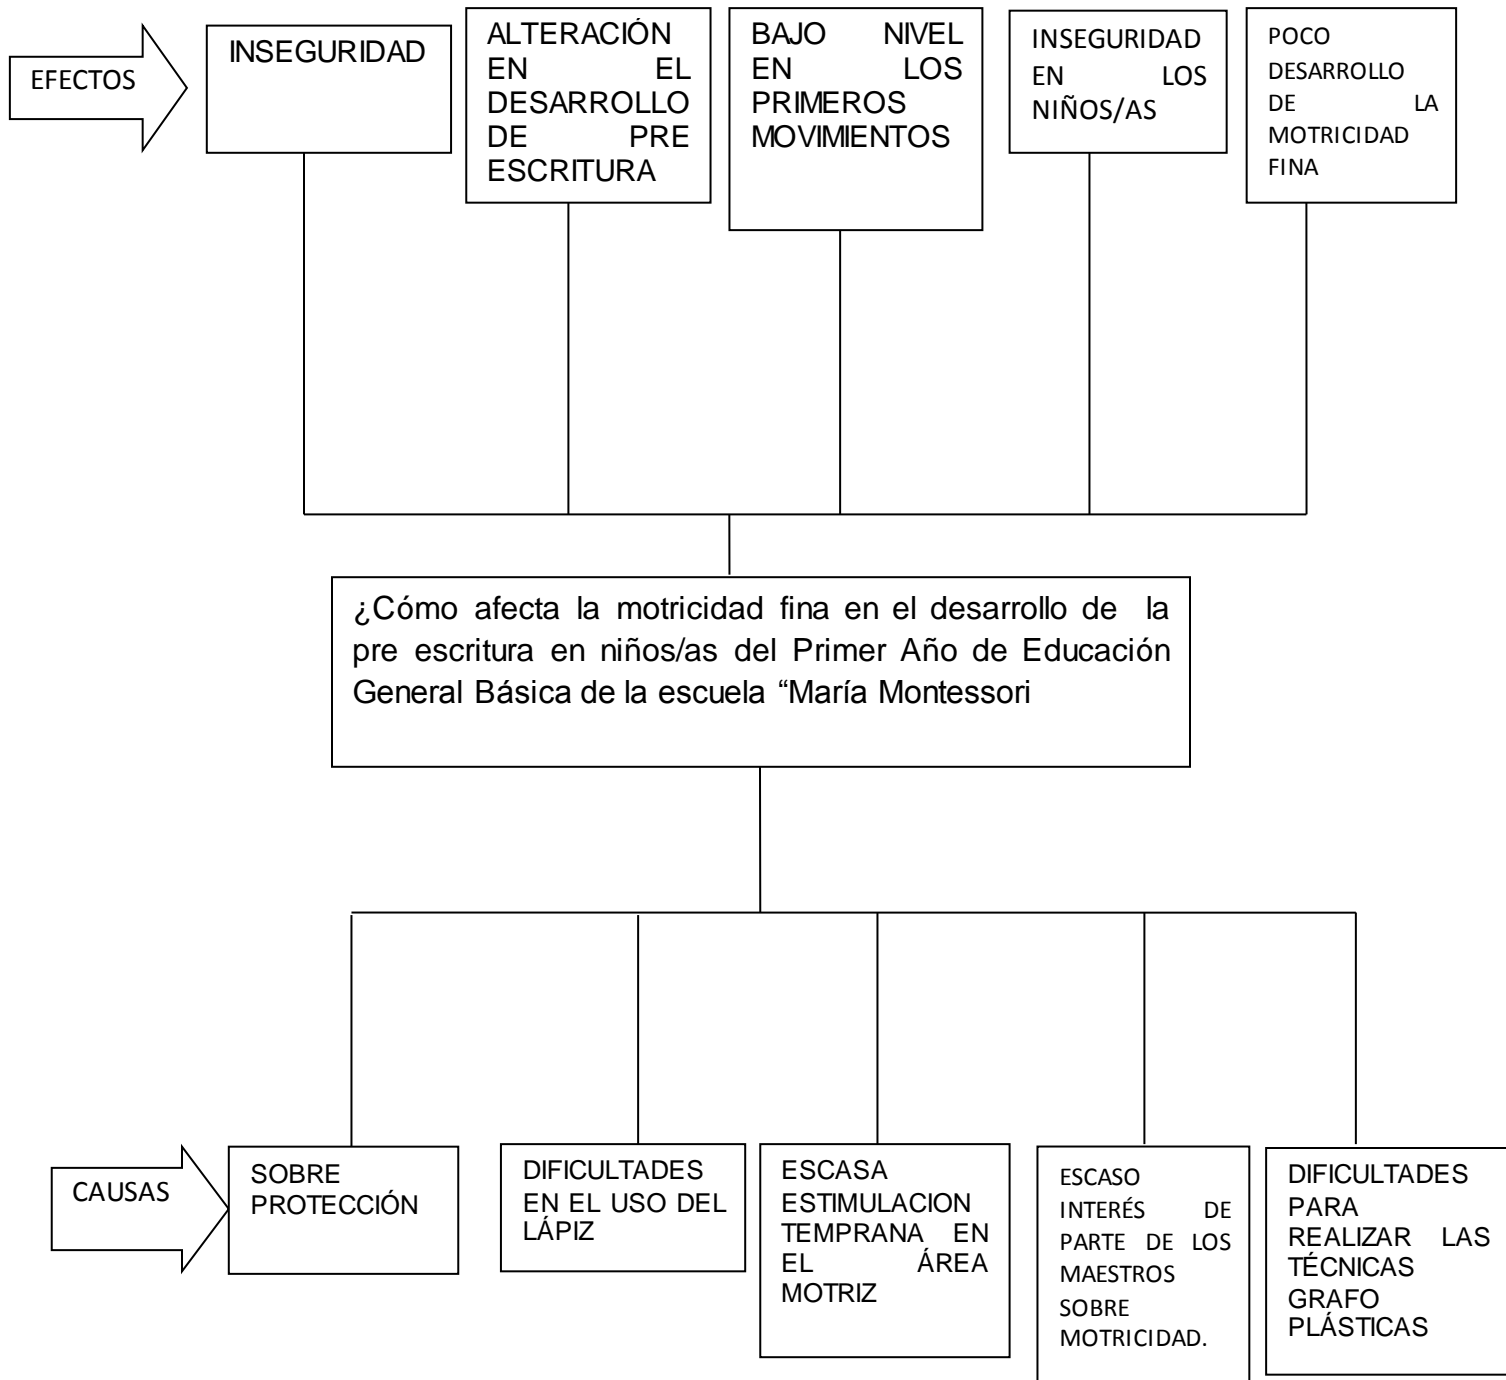 EFECTOS
INSEGURIDAD
ALTERACIÓN
EN EL
DESARROLLO
DE PRE
ESCRITURA
BAJO NIVEL
EN LOS
PRIMEROS
MOVIMIENTOS
INSEGURIDAD
EN LOS
NIÑOS/AS
POCO
DESARROLLO
DE LA
MOTRICIDAD
FINA
¿Cómo afecta la motricidad fina en el desarrollo de la
pre escritura en niños/as del Primer Año de Educación
General Básica de la escuela “María Montessori
CAUSAS
SOBRE
PROTECCIÓN
DIFICULTADES
EN EL USO DEL
LÁPIZ
ESCASA
ESTIMULACION
TEMPRANA EN
EL ÁREA
MOTRIZ
ESCASO
INTERÉS DE
PARTE DE LOS
MAESTROS
SOBRE
MOTRICIDAD.
DIFICULTADES
PARA
REALIZAR LAS
TÉCNICAS
GRAFO
PLÁSTICAS